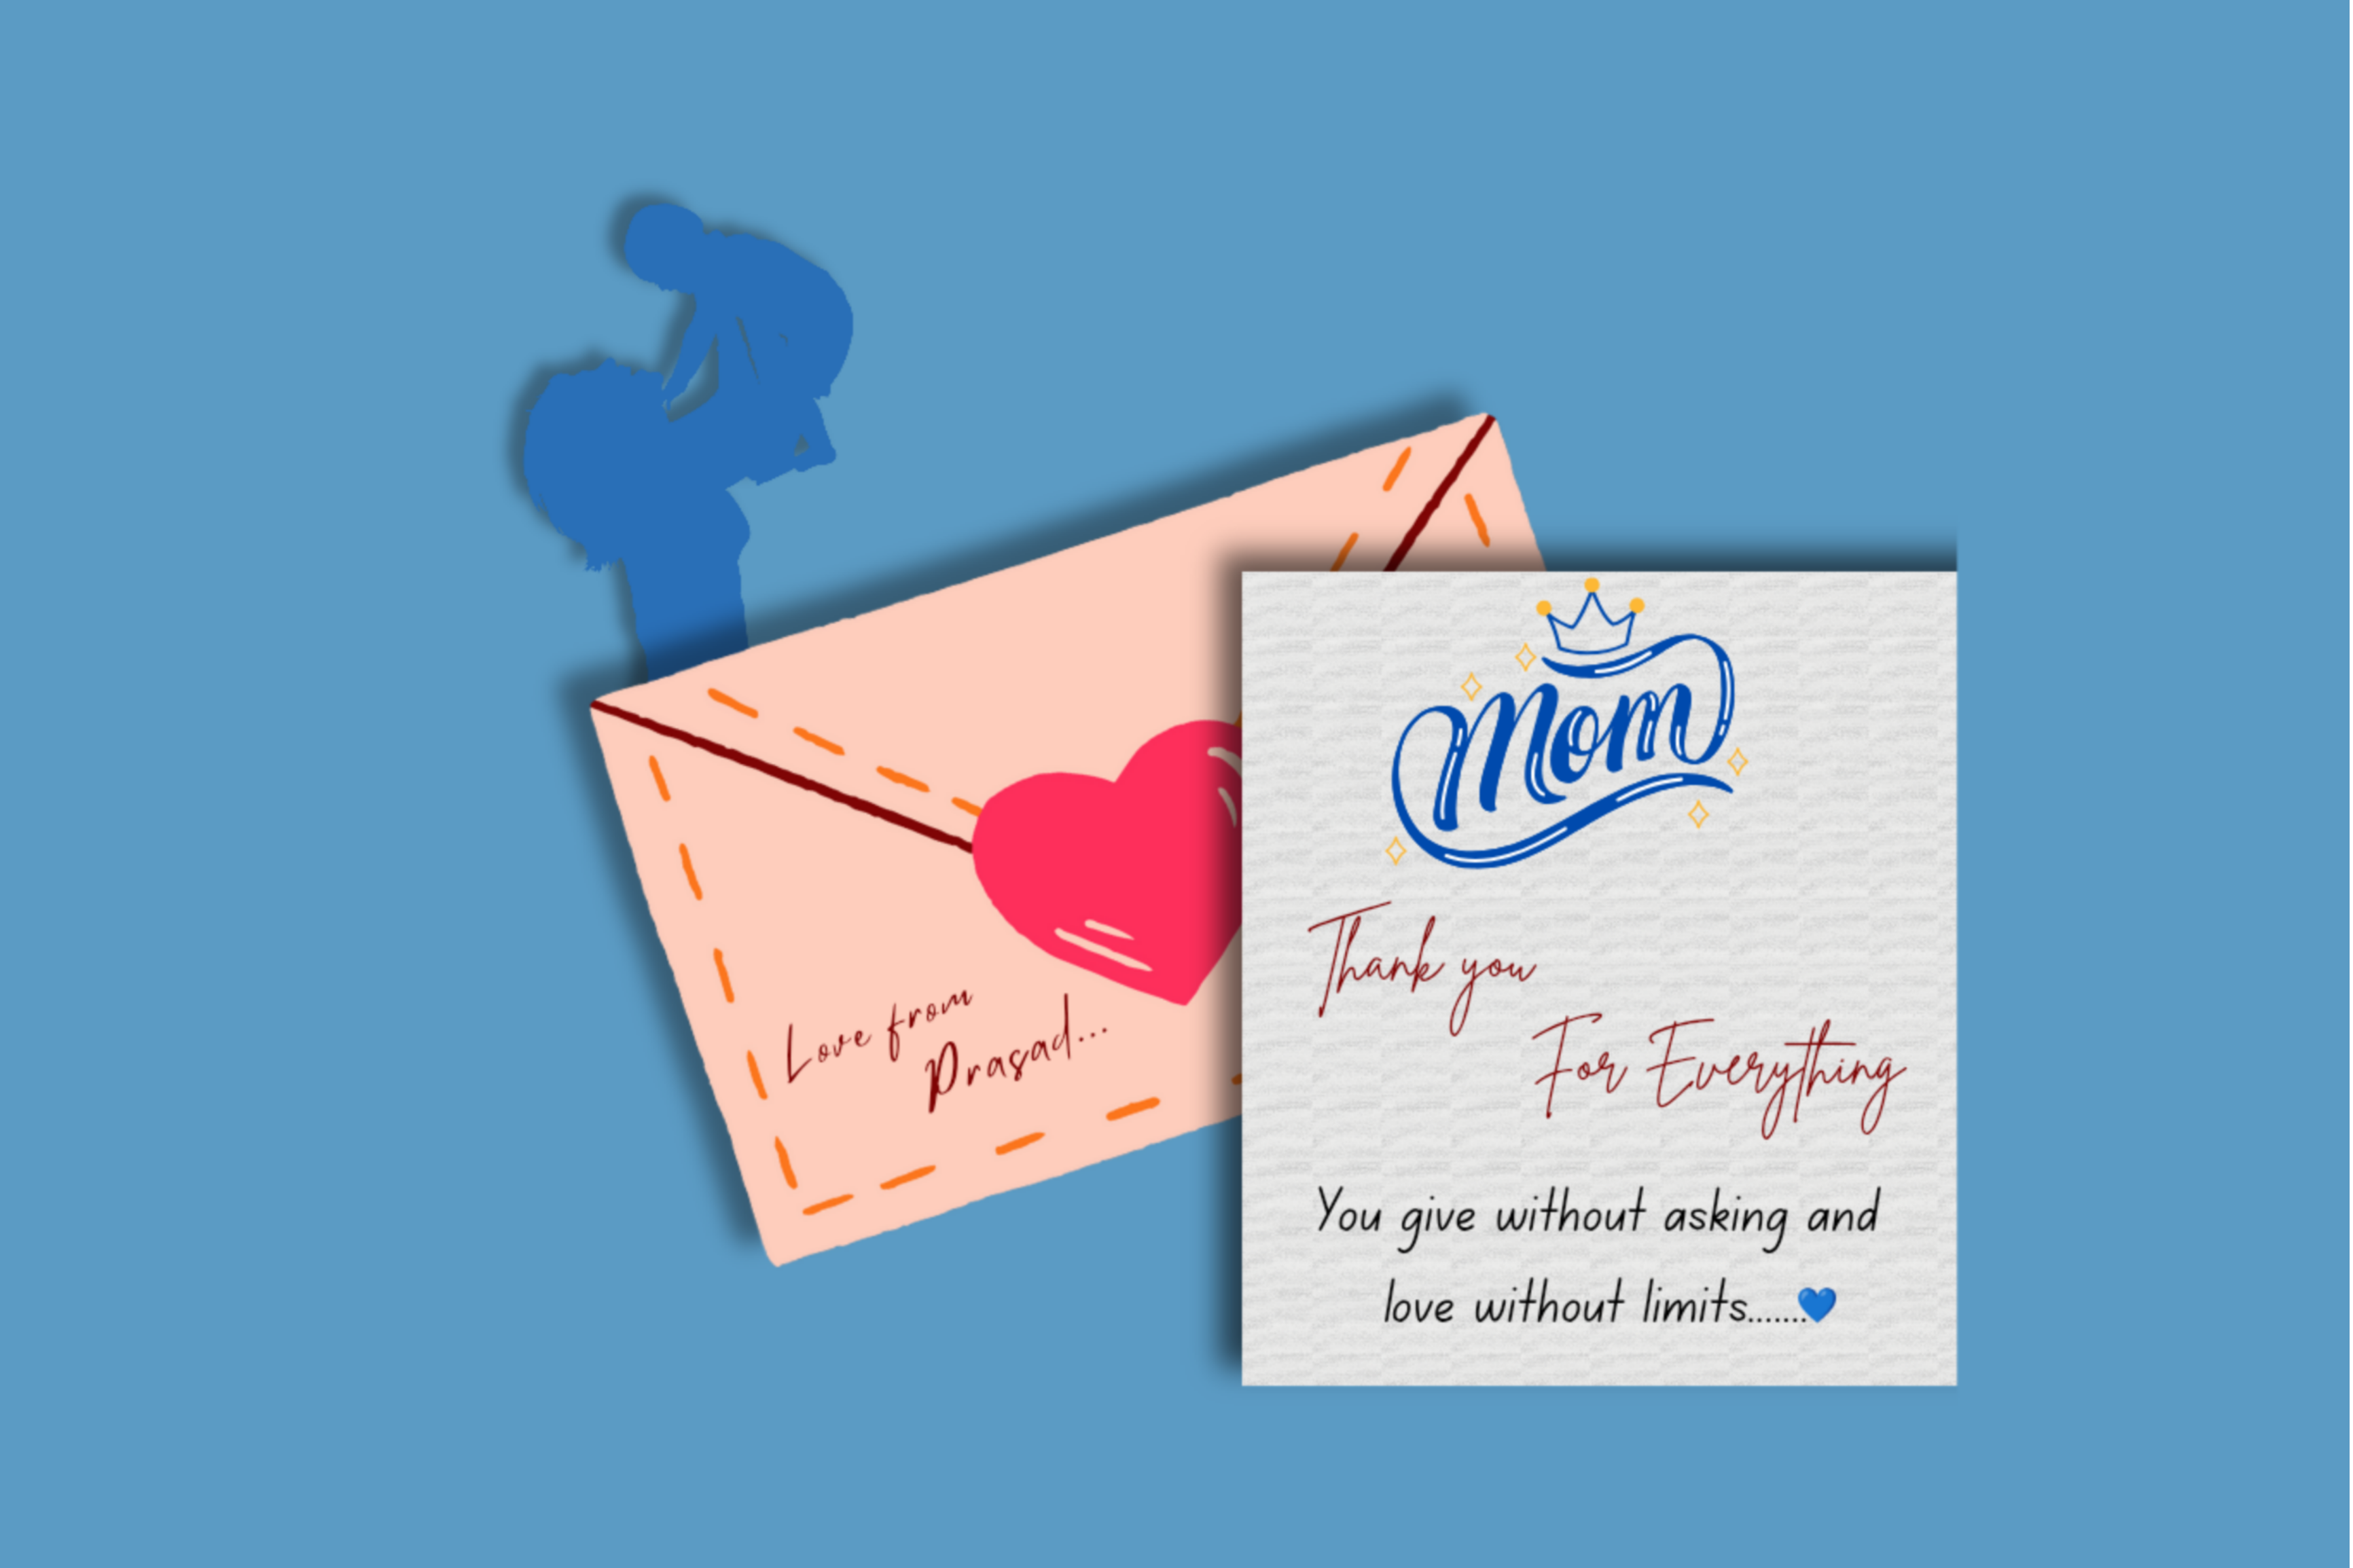 Love from
Prasad...
Mom
Thank you
For Everything
You give without asking and
love without limits.......💙